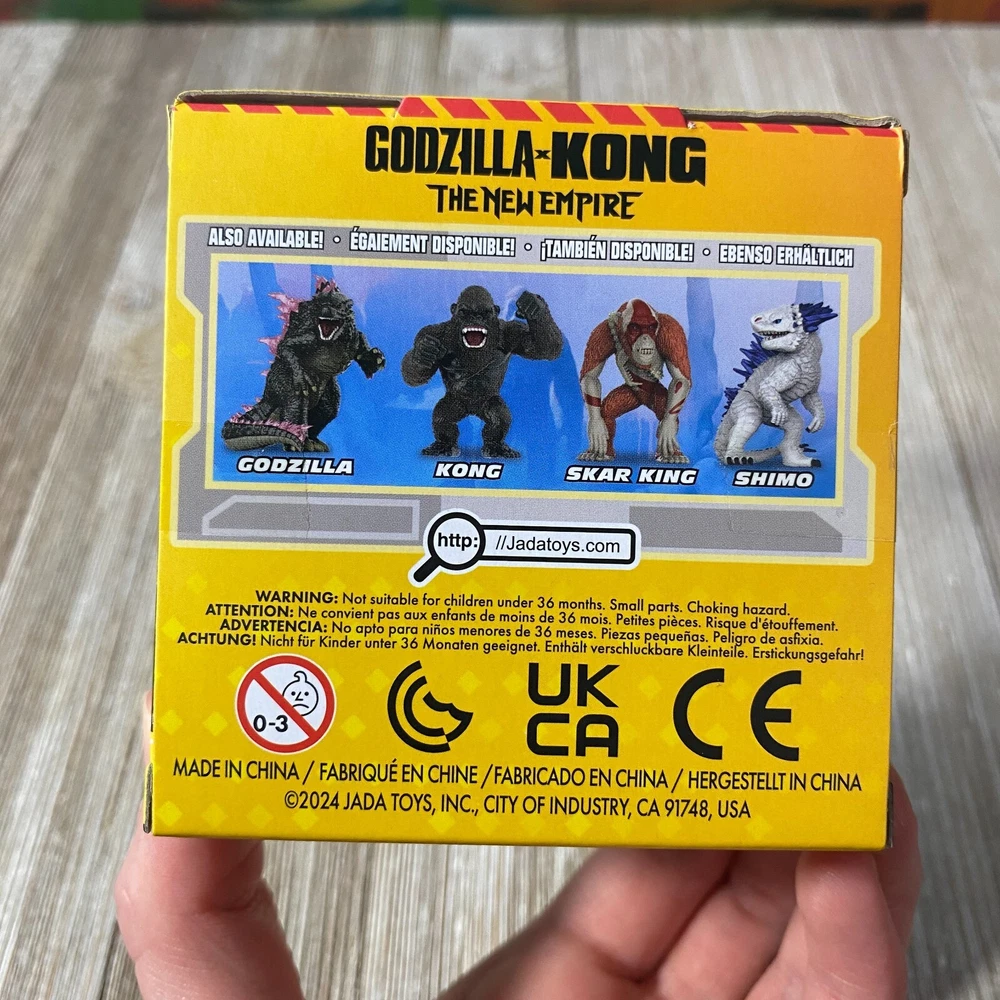 GODZILLA x KONG
THE NEW EMPIRE
ALSO AVAILABLE! • ÉGAIEMENT DISPONIBLE! • ¡TAMBIÉN DISPONIBLE! • EBENSO ERHÄLTLICH
GODZILLA KONG SKAR KING SHIMO
http: //Jadatoys.com
WARNING: Not suitable for children under 36 months. Small parts. Choking hazard.
ATTENTION: Ne convient pas aux enfants de moins de 36 mois. Petites pièces. Risque d'étouffement.
ADVERTENCIA: No apto para niños menores de 36 meses. Piezas pequeñas. Peligro de asfixia.
ACHTUNG! Nicht für Kinder unter 36 Monaten geeignet. Enthält verschluckbare Kleinteile. Erstickungsgefahr!
0-3
UK
CA
CE
MADE IN CHINA / FABRIQUÉ EN CHINE /FABRICADO EN CHINA / HERGESTELLT IN CHINA
©2024 JADA TOYS, INC., CITY OF INDUSTRY, CA 91748, USA